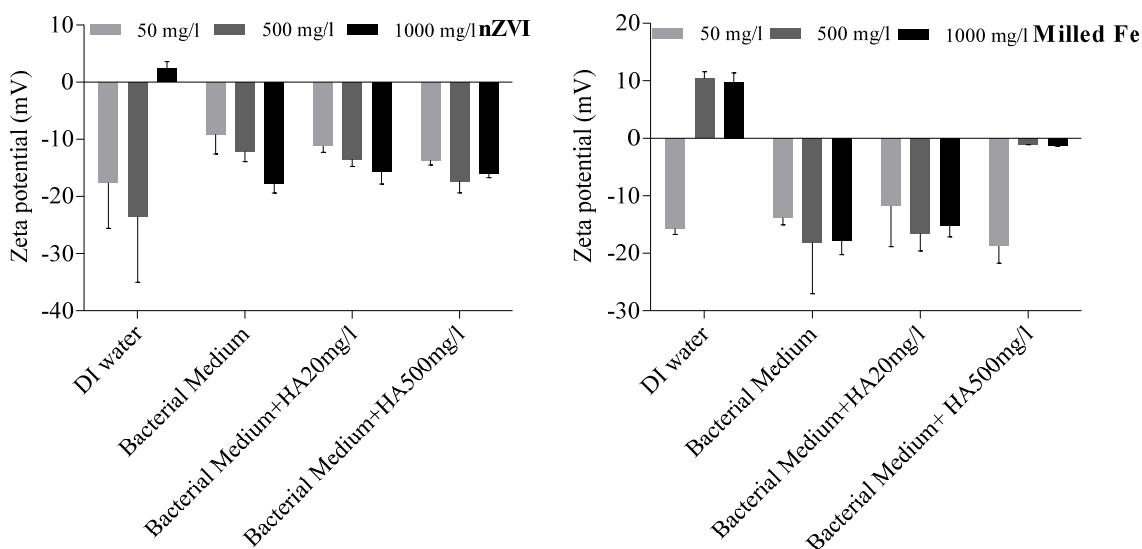 10
50 mg/l 500 mg/l 1000 mg/l nZVI
0
-10
-20
-30
-40
Zeta potential (mV)
DI water
Bacterial Medium
Bacterial Medium+HA20mg/l
Bacterial Medium+HA500mg/l
20
50 mg/l 500 mg/l 1000 mg/l Milled Fe
10
0
-10
-20
-30
Zeta potential (mV)
DI water
Bacterial Medium
Bacterial Medium+HA20mg/l
Bacterial Medium+ HA500mg/l